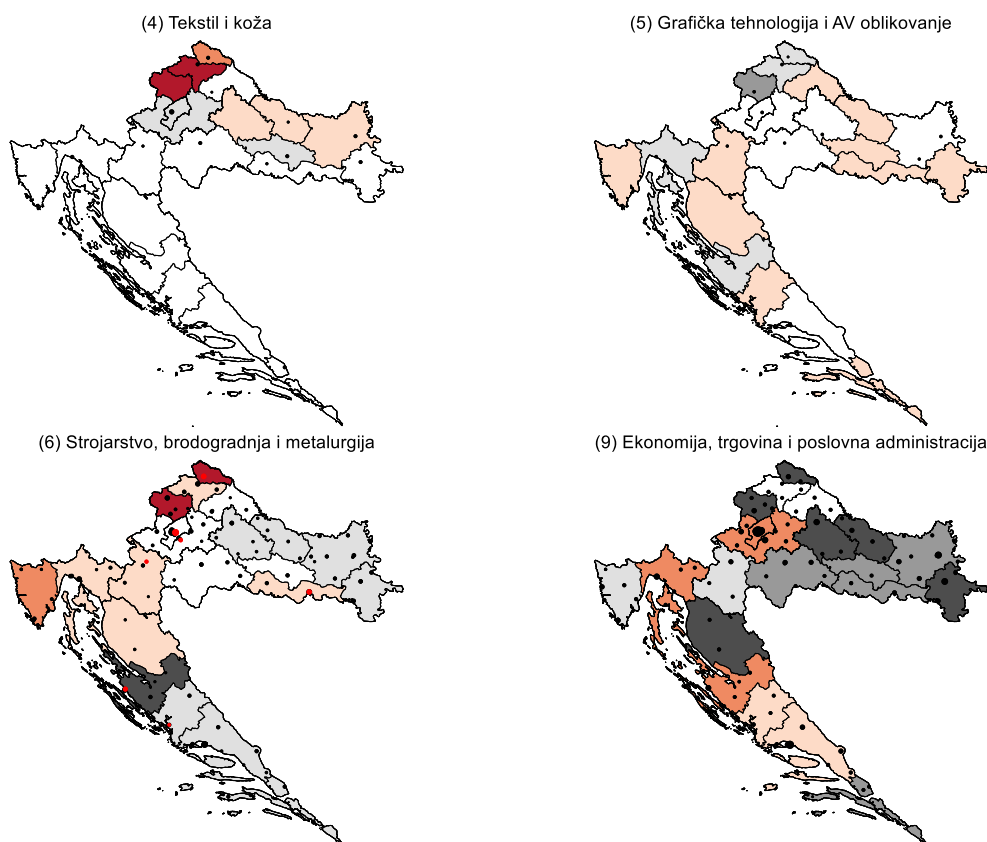 (4) Tekstil i koža
(5) Grafička tehnologija i AV oblikovanje
(6) Strojarstvo, brodogradnja i metalurgija
(9) Ekonomija, trgovina i poslovna administracija